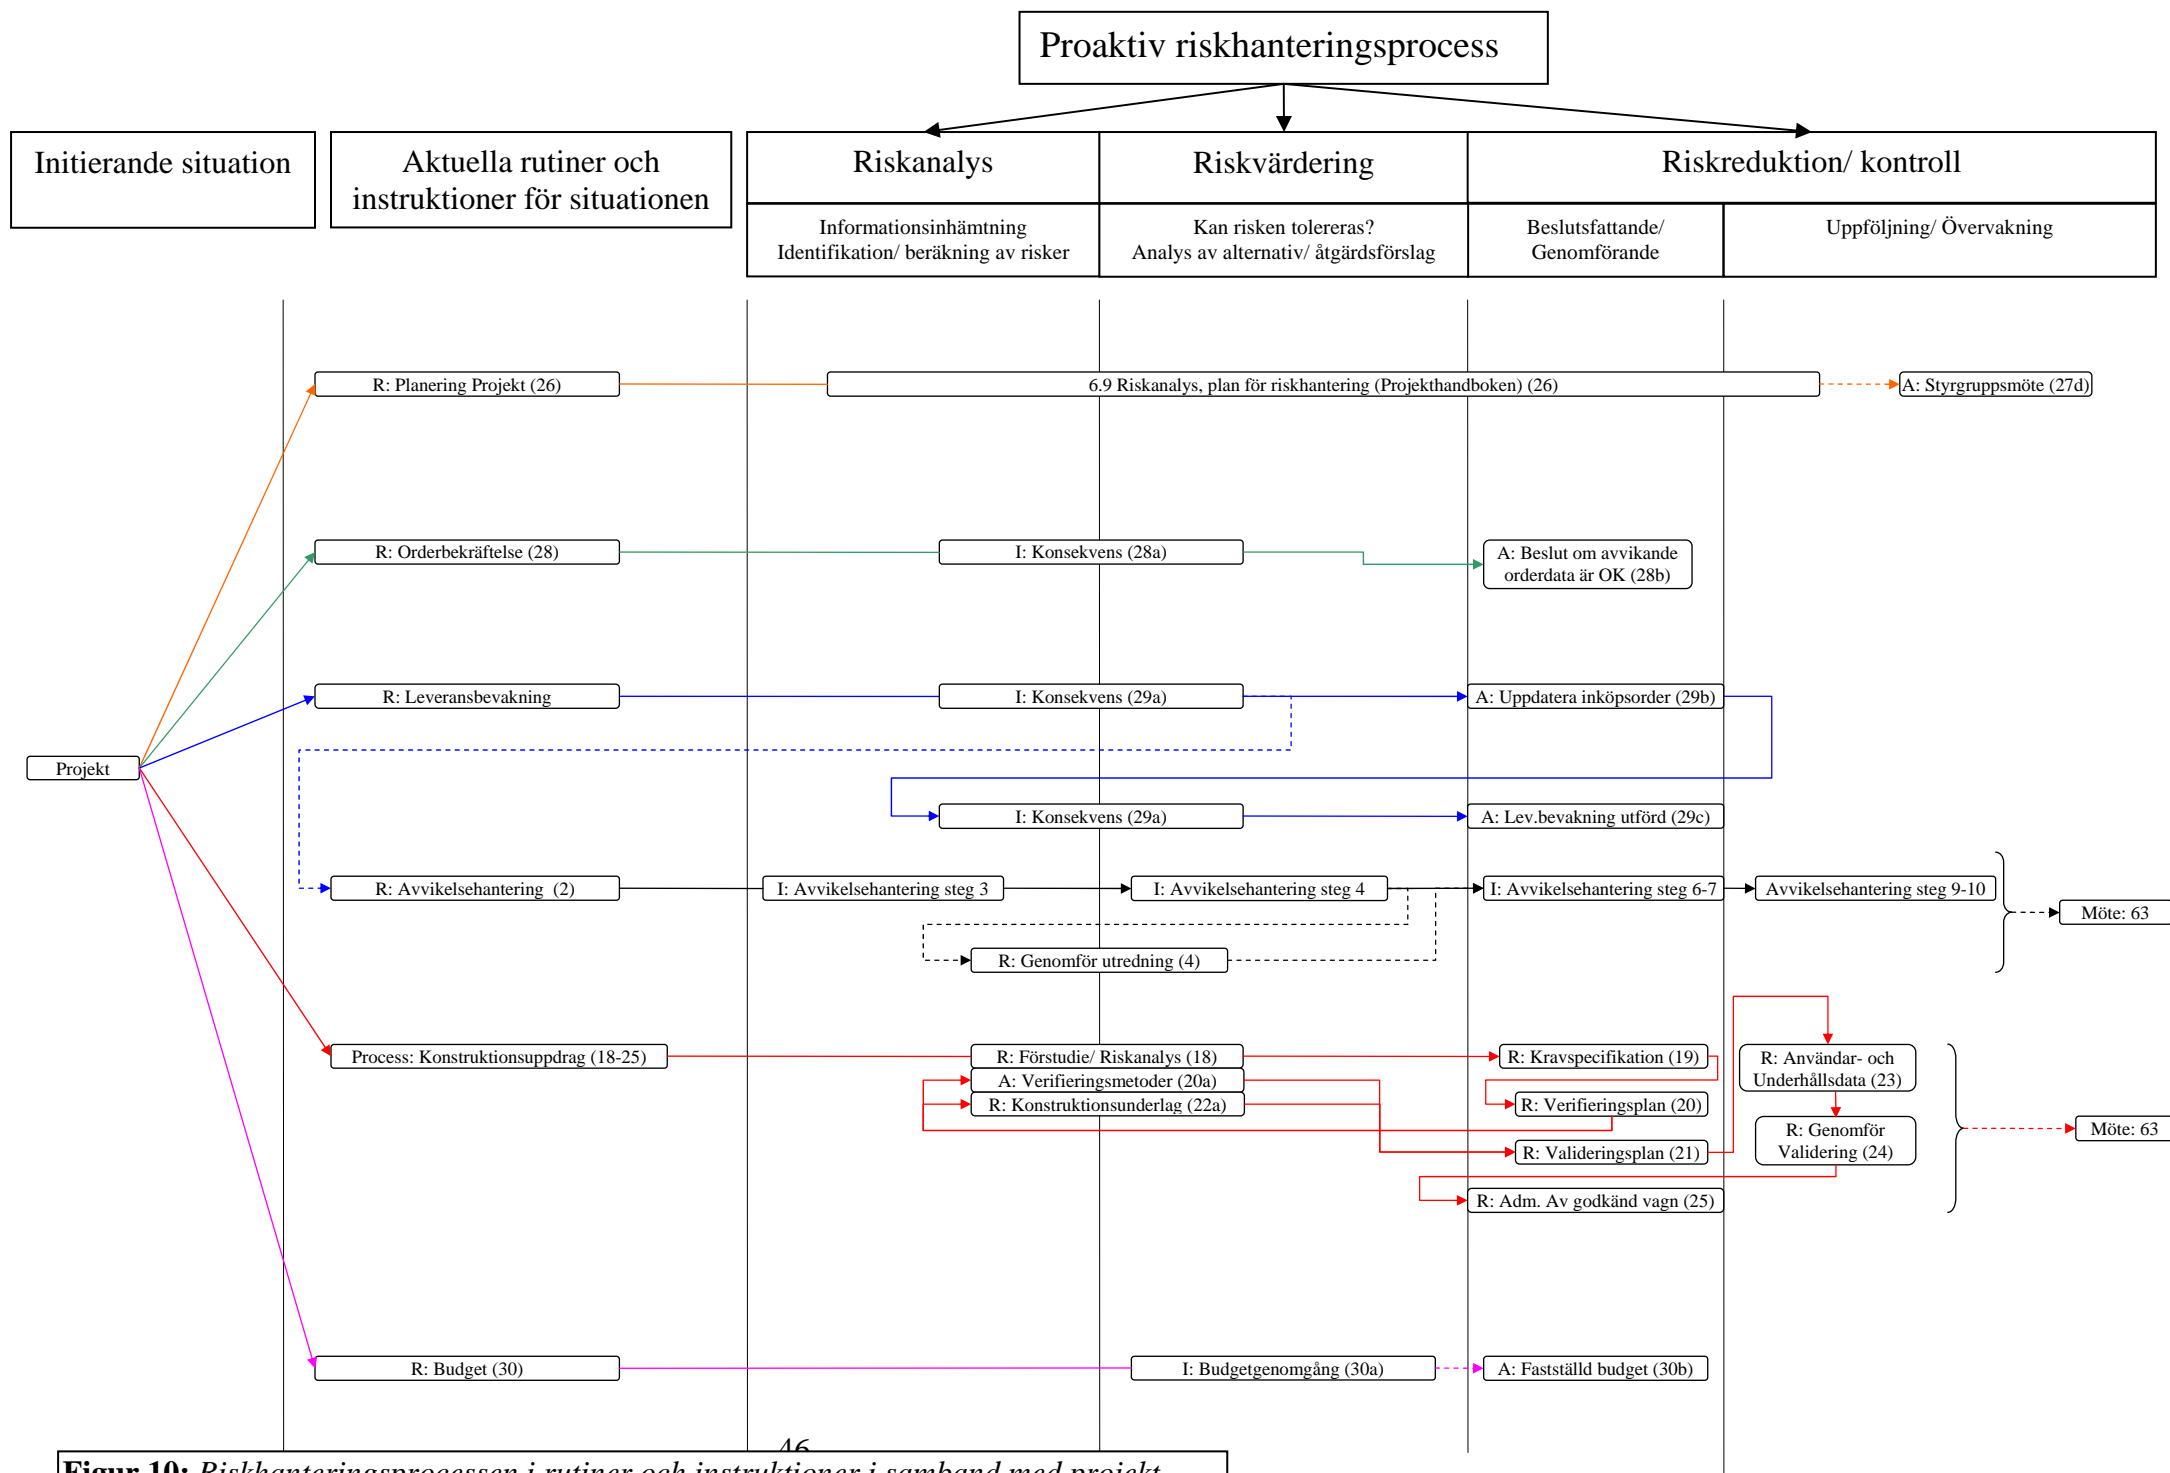 Proaktiv riskhanteringsprocess
Initierande situation
Aktuella rutiner och
instruktioner för situationen
Riskanalys
Riskvärdering
Riskreduktion/ kontroll
Informationsinhämtning
Identifikation/ beräkning av risker
Kan risken tolereras?
Analys av alternativ/ åtgärdsförslag
Beslutsfattande/
Genomförande
Uppföljning/ Övervakning
R: Planering Projekt (26)
6.9 Riskanalys, plan för riskhantering (Projekthandboken) (26)
A: Styrgruppsmöte (27d)
R: Orderbekräftelse (28)
I: Konsekvens (28a)
A: Beslut om avvikande
orderdata är OK (28b)
R: Leveransbevakning
I: Konsekvens (29a)
A: Uppdatera inköpsorder (29b)
Projekt
I: Konsekvens (29a)
A: Lev.bevakning utförd (29c)
R: Avvikelsehantering (2)
I: Avvikelsehantering steg 3
I: Avvikelsehantering steg 4
I: Avvikelsehantering steg 6-7
Avvikelsehantering steg 9-10
Möte: 63
R: Genomför utredning (4)
Process: Konstruktionsuppdrag (18-25)
R: Förstudie/ Riskanalys (18)
R: Kravspecifikation (19)
R: Användar- och
Underhållsdata (23)
A: Verifieringsmetoder (20a)
R: Konstruktionsunderlag (22a)
R: Verifieringsplan (20)
R: Genomför
Validering (24)
Möte: 63
R: Valideringsplan (21)
R: Adm. Av godkänd vagn (25)
R: Budget (30)
I: Budgetgenomgång (30a)
A: Fastställd budget (30b)
46
Figur 10: Riskhanteringsprocessen i rutiner och instruktioner i samband med projekt